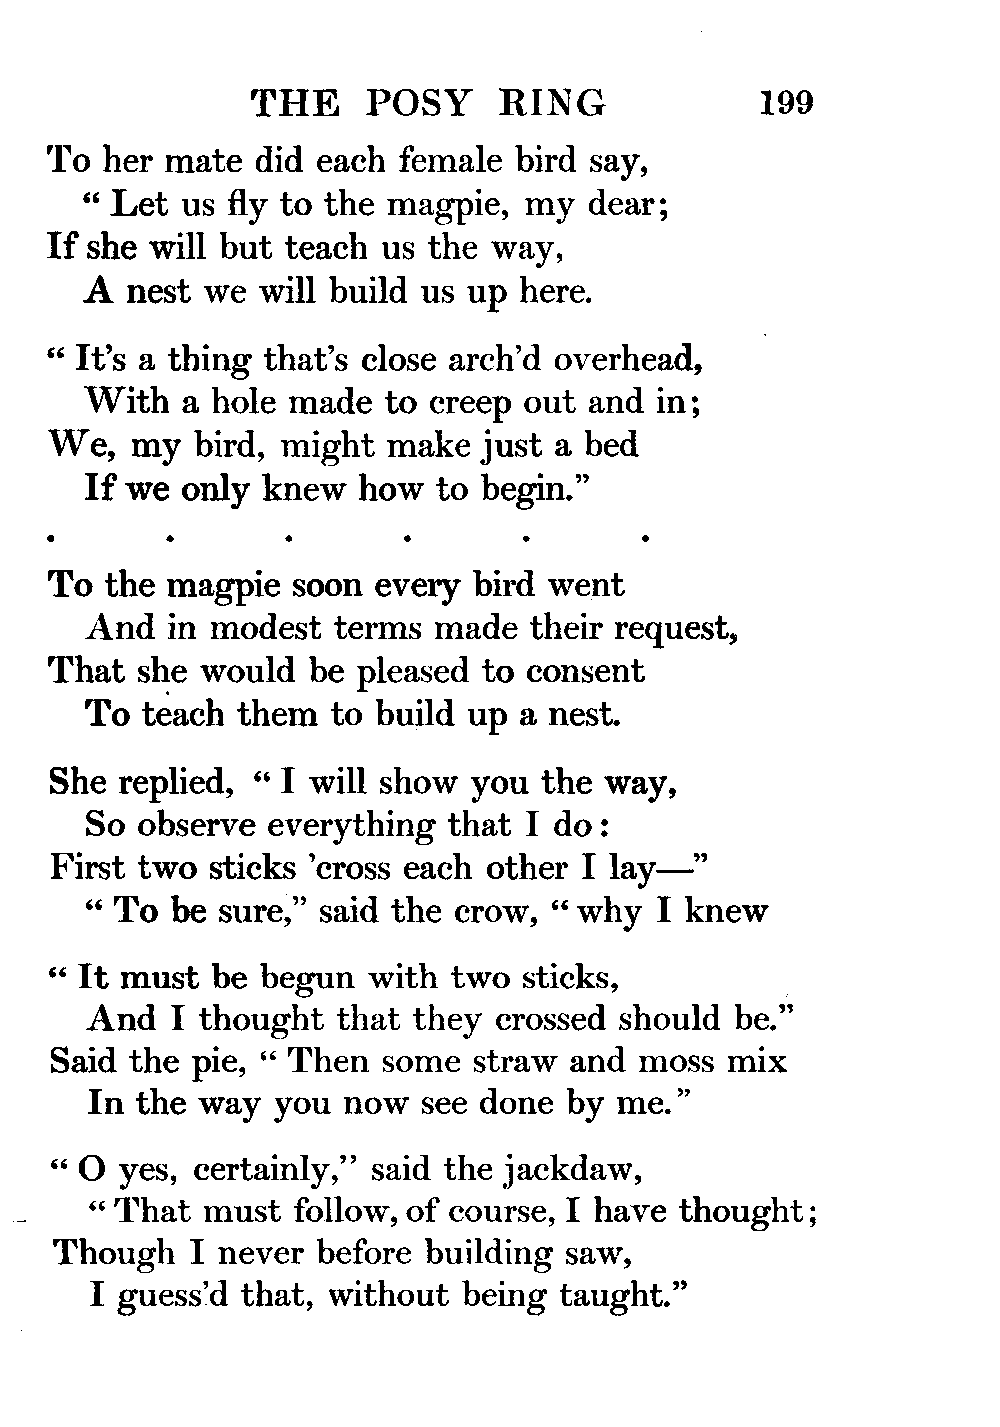 THE POSY RING 199
To her mate did each female bird say,
“ Let us fly to the magpie, my dear;
If she will but teach us the way,
A nest we will build us up here.
“ It’s a thing that’s close arch’d overhead,
With a hole made to creep out and in;
We, my bird, might make just a bed
If we only knew how to begin.”
. . . . . .
To the magpie soon every bird went
And in modest terms made their request,
That she would be pleased to consent
To teach them to build up a nest.
She replied, “ I will show you the way,
So observe everything that I do :
First two sticks ’cross each other I lay—”
“ To be sure,” said the crow, “ why I knew
“ It must be begun with two sticks,
And I thought that they crossed should be.”
Said the pie, “ Then some straw and moss mix
In the way you now see done by me.”
“ O yes, certainly,” said the jackdaw,
“ That must follow, of course, I have thought;
Though I never before building saw,
I guess’d that, without being taught.”